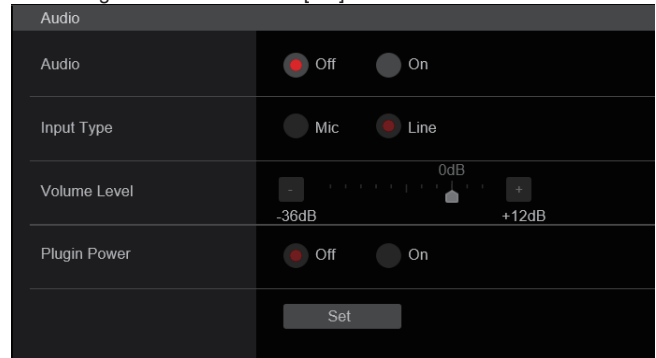 Audio
Audio Off On
Input Type Mic Line
0dB
Volume Level - +
-36dB +12dB
Plugin Power Off On
Set